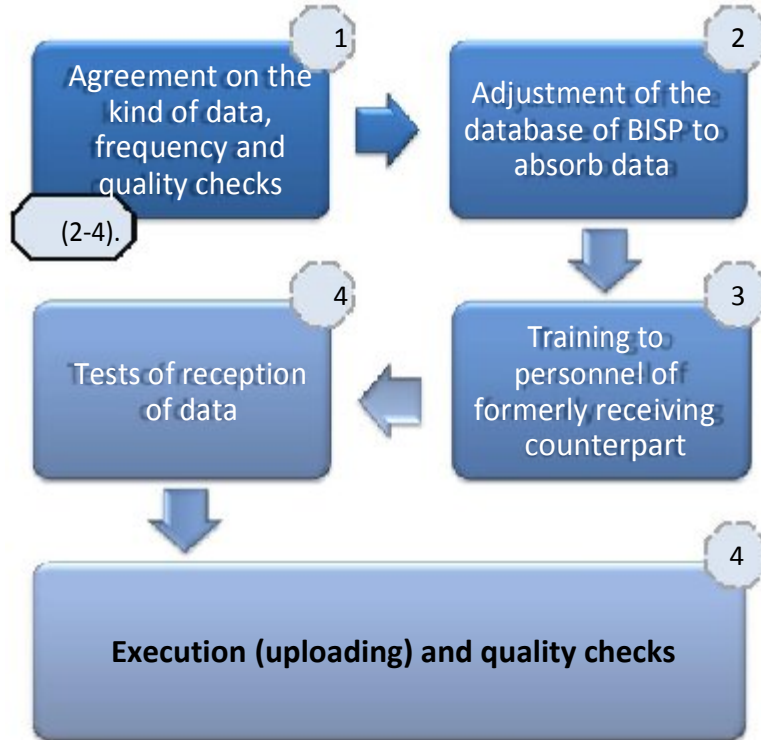 1
Agreement on the
kind of data,
frequency and
quality checks
(2-4).
2
Adjustment of the
database of BISP to
absorb data
3
Training to
personnel of
formerly receiving
counterpart
4
Tests of reception
of data
4
Execution (uploading) and quality checks